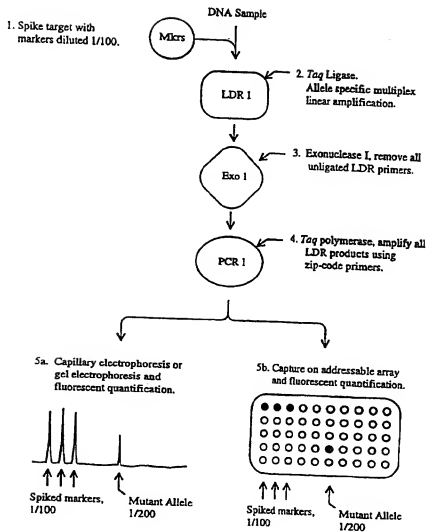 DNA Sample
1. Spike target with
markers diluted 1/100.
Mkrs
2. Taq Ligase.
Allele specific multiplex
linear amplification.
LDR 1
3. Exonuclease I, remove all
unligated LDR primers.
Exo 1
4. Taq polymerase, amplify all
LDR products using
zip-code primers.
PCR 1
5a. Capillary electrophoresis or
gel electrophoresis and
fluorescent quantification.
5b. Capture on addressable array
and fluorescent quantification.
Spiked markers,
1/100
Mutant Allele
1/200
Spiked markers,
1/100
Mutant Allele
1/200